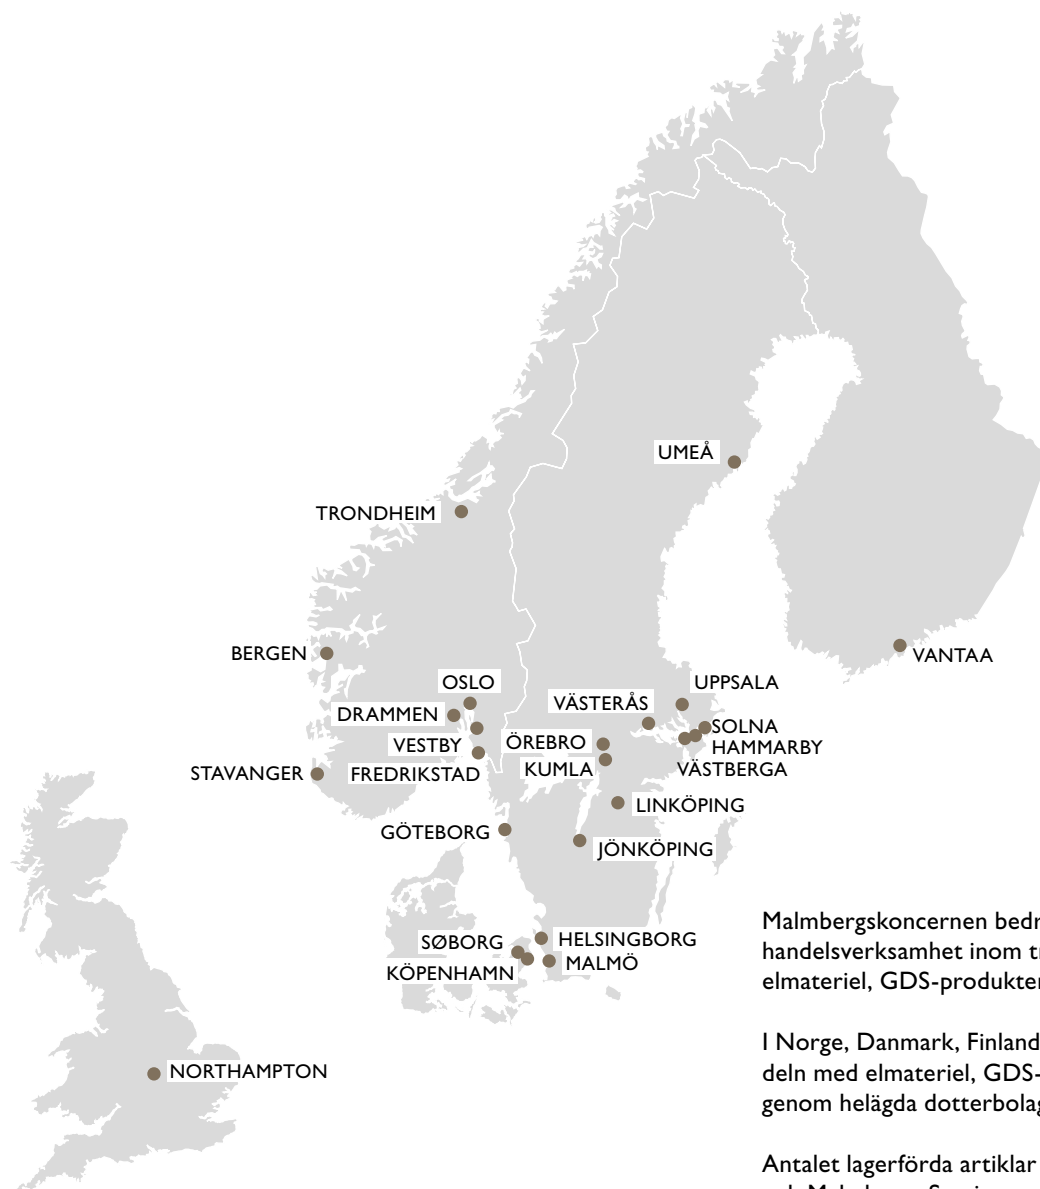 UMEÅ
TRONDHEIM
BERGEN
VANTAA
OSLO
UPPSALA
VÄSTERÅS
DRAMMEN
SOLNA
VESTBY
ÖREBRO
HAMMARBY
KUMLA
VÄSTBERGA
STAVANGER
FREDRIKSTAD
LINKÖPING
GÖTEBORG
JÖNKÖPING
SØBORG
HELSINGBORG
MALMÖ
KÖPENHAMN
NORTHAMPTON
Malmbergskoncernen
handelsverksamhet inom
elmateriel, GDS-produkter
I Norge, Danmark, Finland
deln med elmateriel, GDS-
genom helägda dotterbolag
Antalet lagerförda artiklar